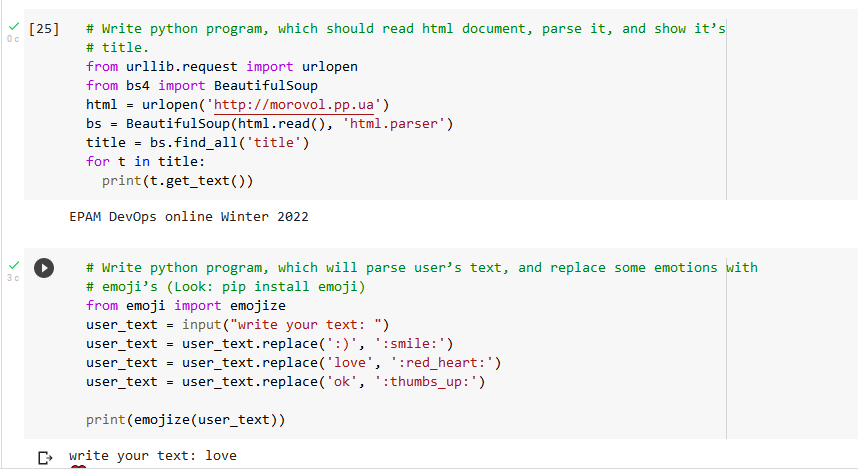 [25]
# Write python program, which should read html document, parse it, and show it’s
# title.
from urllib.request import urlopen
from bs4 import BeautifulSoup
html = urlopen('http://morovol.pp.ua')
bs = BeautifulSoup(html.read(), 'html.parser')
title = bs.find_all('title')
for t in title:
  print(t.get_text())
0 с
EPAM DevOps online Winter 2022
# Write python program, which will parse user’s text, and replace some emotions with
# emoji’s (Look: pip install emoji)
from emoji import emojize
user_text = input("write your text: ")
user_text = user_text.replace(':)', ':smile:')
user_text = user_text.replace('love', ':red_heart:')
user_text = user_text.replace('ok', ':thumbs_up:')
print(emojize(user_text))
3 с
write your text: love